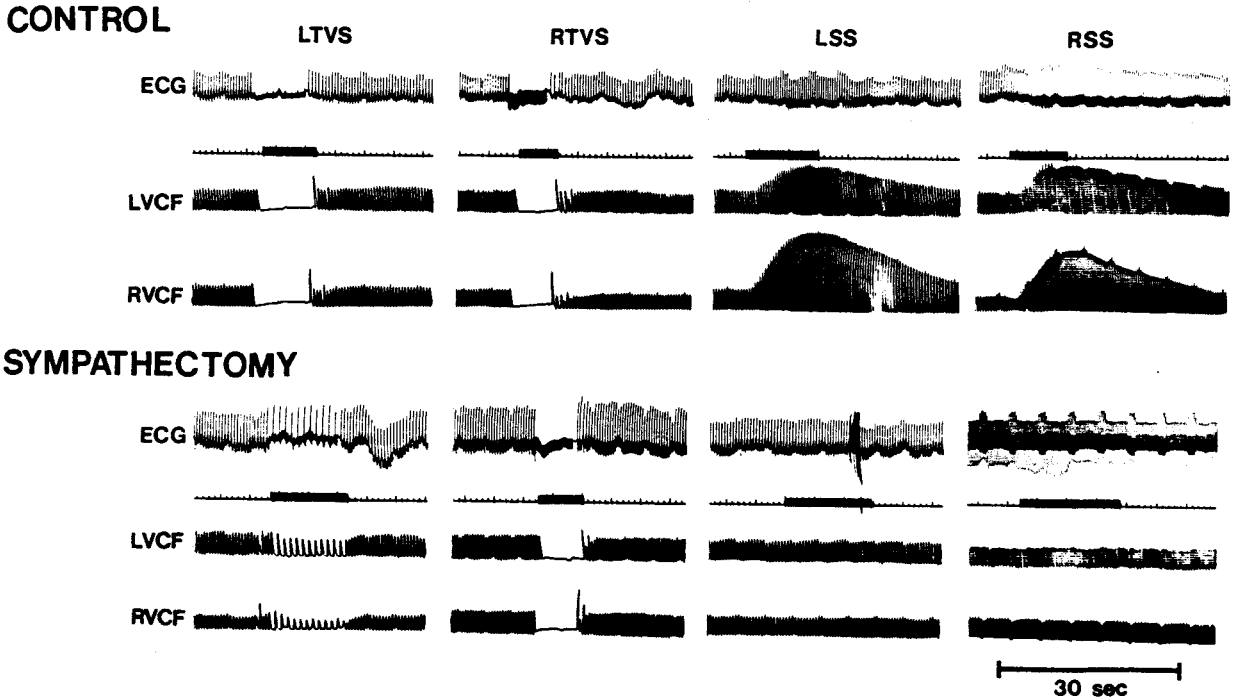 CONTROL
LTVS RTVS LSS RSS
ECG
LVCF
RVCF
SYMPATHECTOMY
ECG
LVCF
RVCF
30 sec